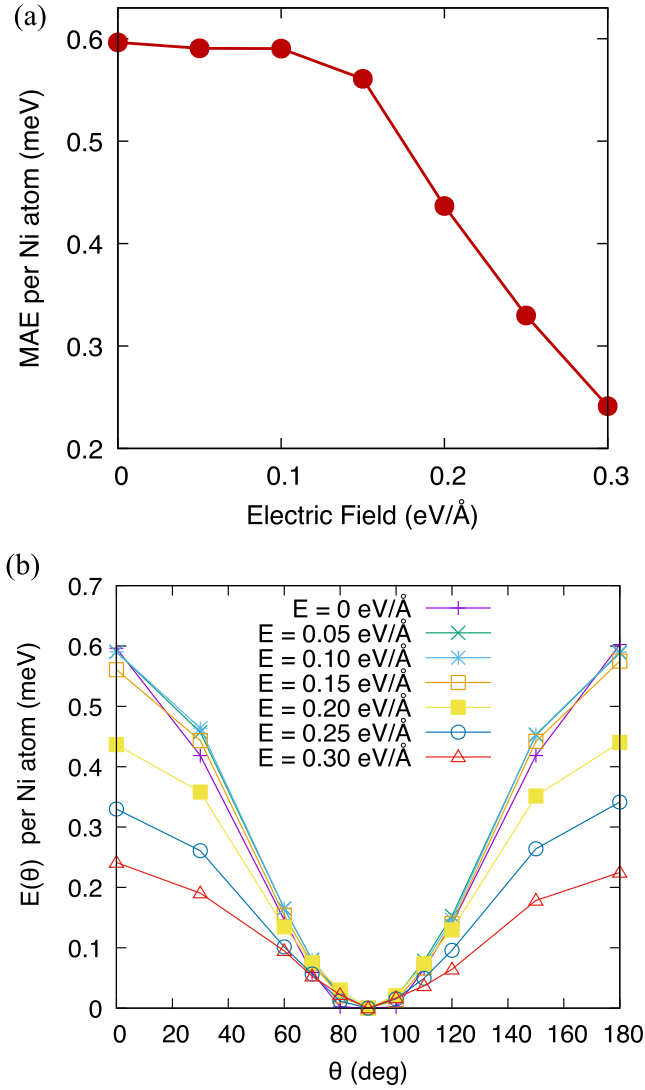 (a)
0.6
0.5
0.4
0.3
0.2
MAE per Ni atom (meV)
0 0.1 0.2 0.3
Electric Field (eV/Å)
(b)
0.7
0.6
0.5
0.4
0.3
0.2
0.1
0
E(θ) per Ni atom (meV)
E = 0 eV/Å
E = 0.05 eV/Å
E = 0.10 eV/Å
E = 0.15 eV/Å
E = 0.20 eV/Å
E = 0.25 eV/Å
E = 0.30 eV/Å
0 20 40 60 80 100 120 140 160 180
θ (deg)